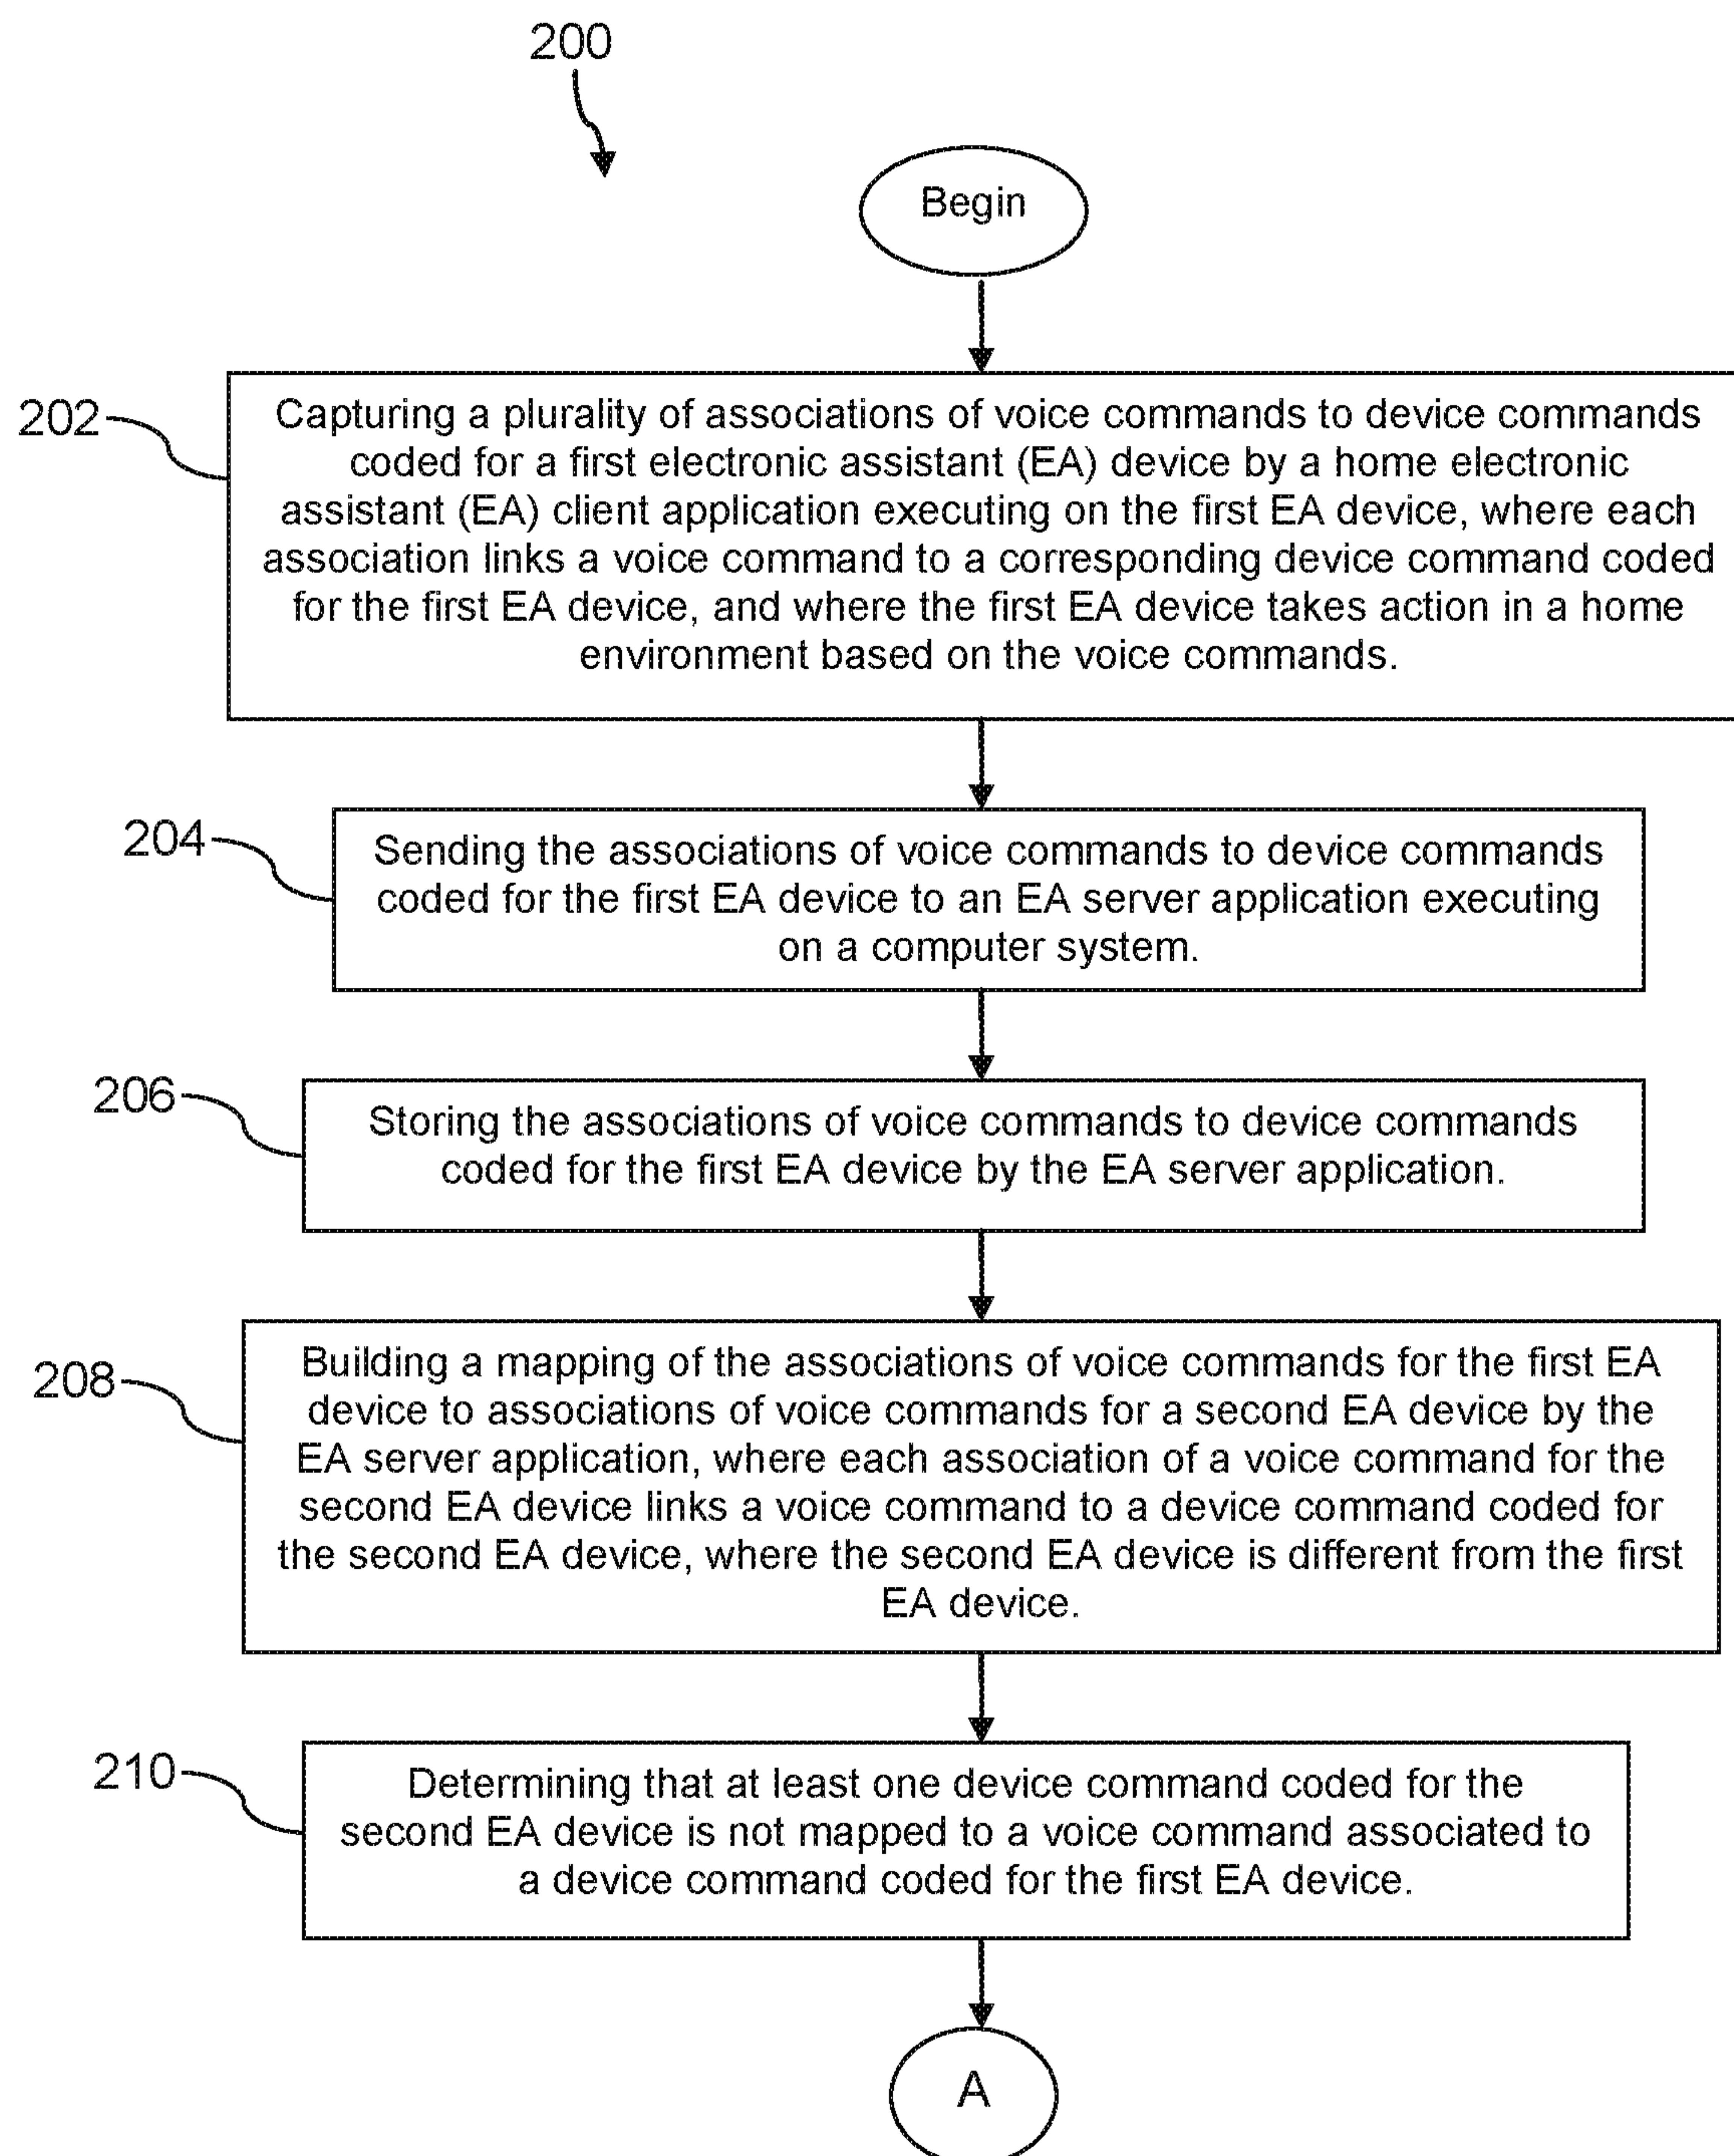 200
Begin
202
Capturing a plurality of associations of voice commands to device commands
coded for a first electronic assistant (EA) device by a home electronic
assistant (EA) client application executing on the first EA device, where each
association links a voice command to a corresponding device command coded
for the first EA device, and where the first EA device takes action in a home
environment based on the voice commands.
204
Sending the associations of voice commands to device commands
coded for the first EA device to an EA server application executing
on a computer system.
206
Storing the associations of voice commands to device commands
coded for the first EA device by the EA server application.
208
Building a mapping of the associations of voice commands for the first EA
device to associations of voice commands for a second EA device by the
EA server application, where each association of a voice command for the
second EA device links a voice command to a device command coded for
the second EA device, where the second EA device is different from the first
EA device.
210
Determining that at least one device command coded for the
second EA device is not mapped to a voice command associated to
a device command coded for the first EA device.
A